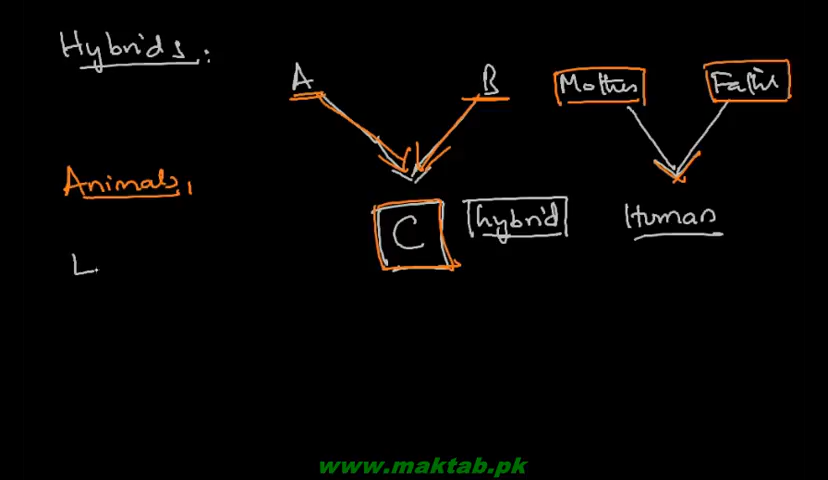 Hybrids:
A
B
Mother
Father
Animals,
C
hybrid
Human
L
www.maktab.pk